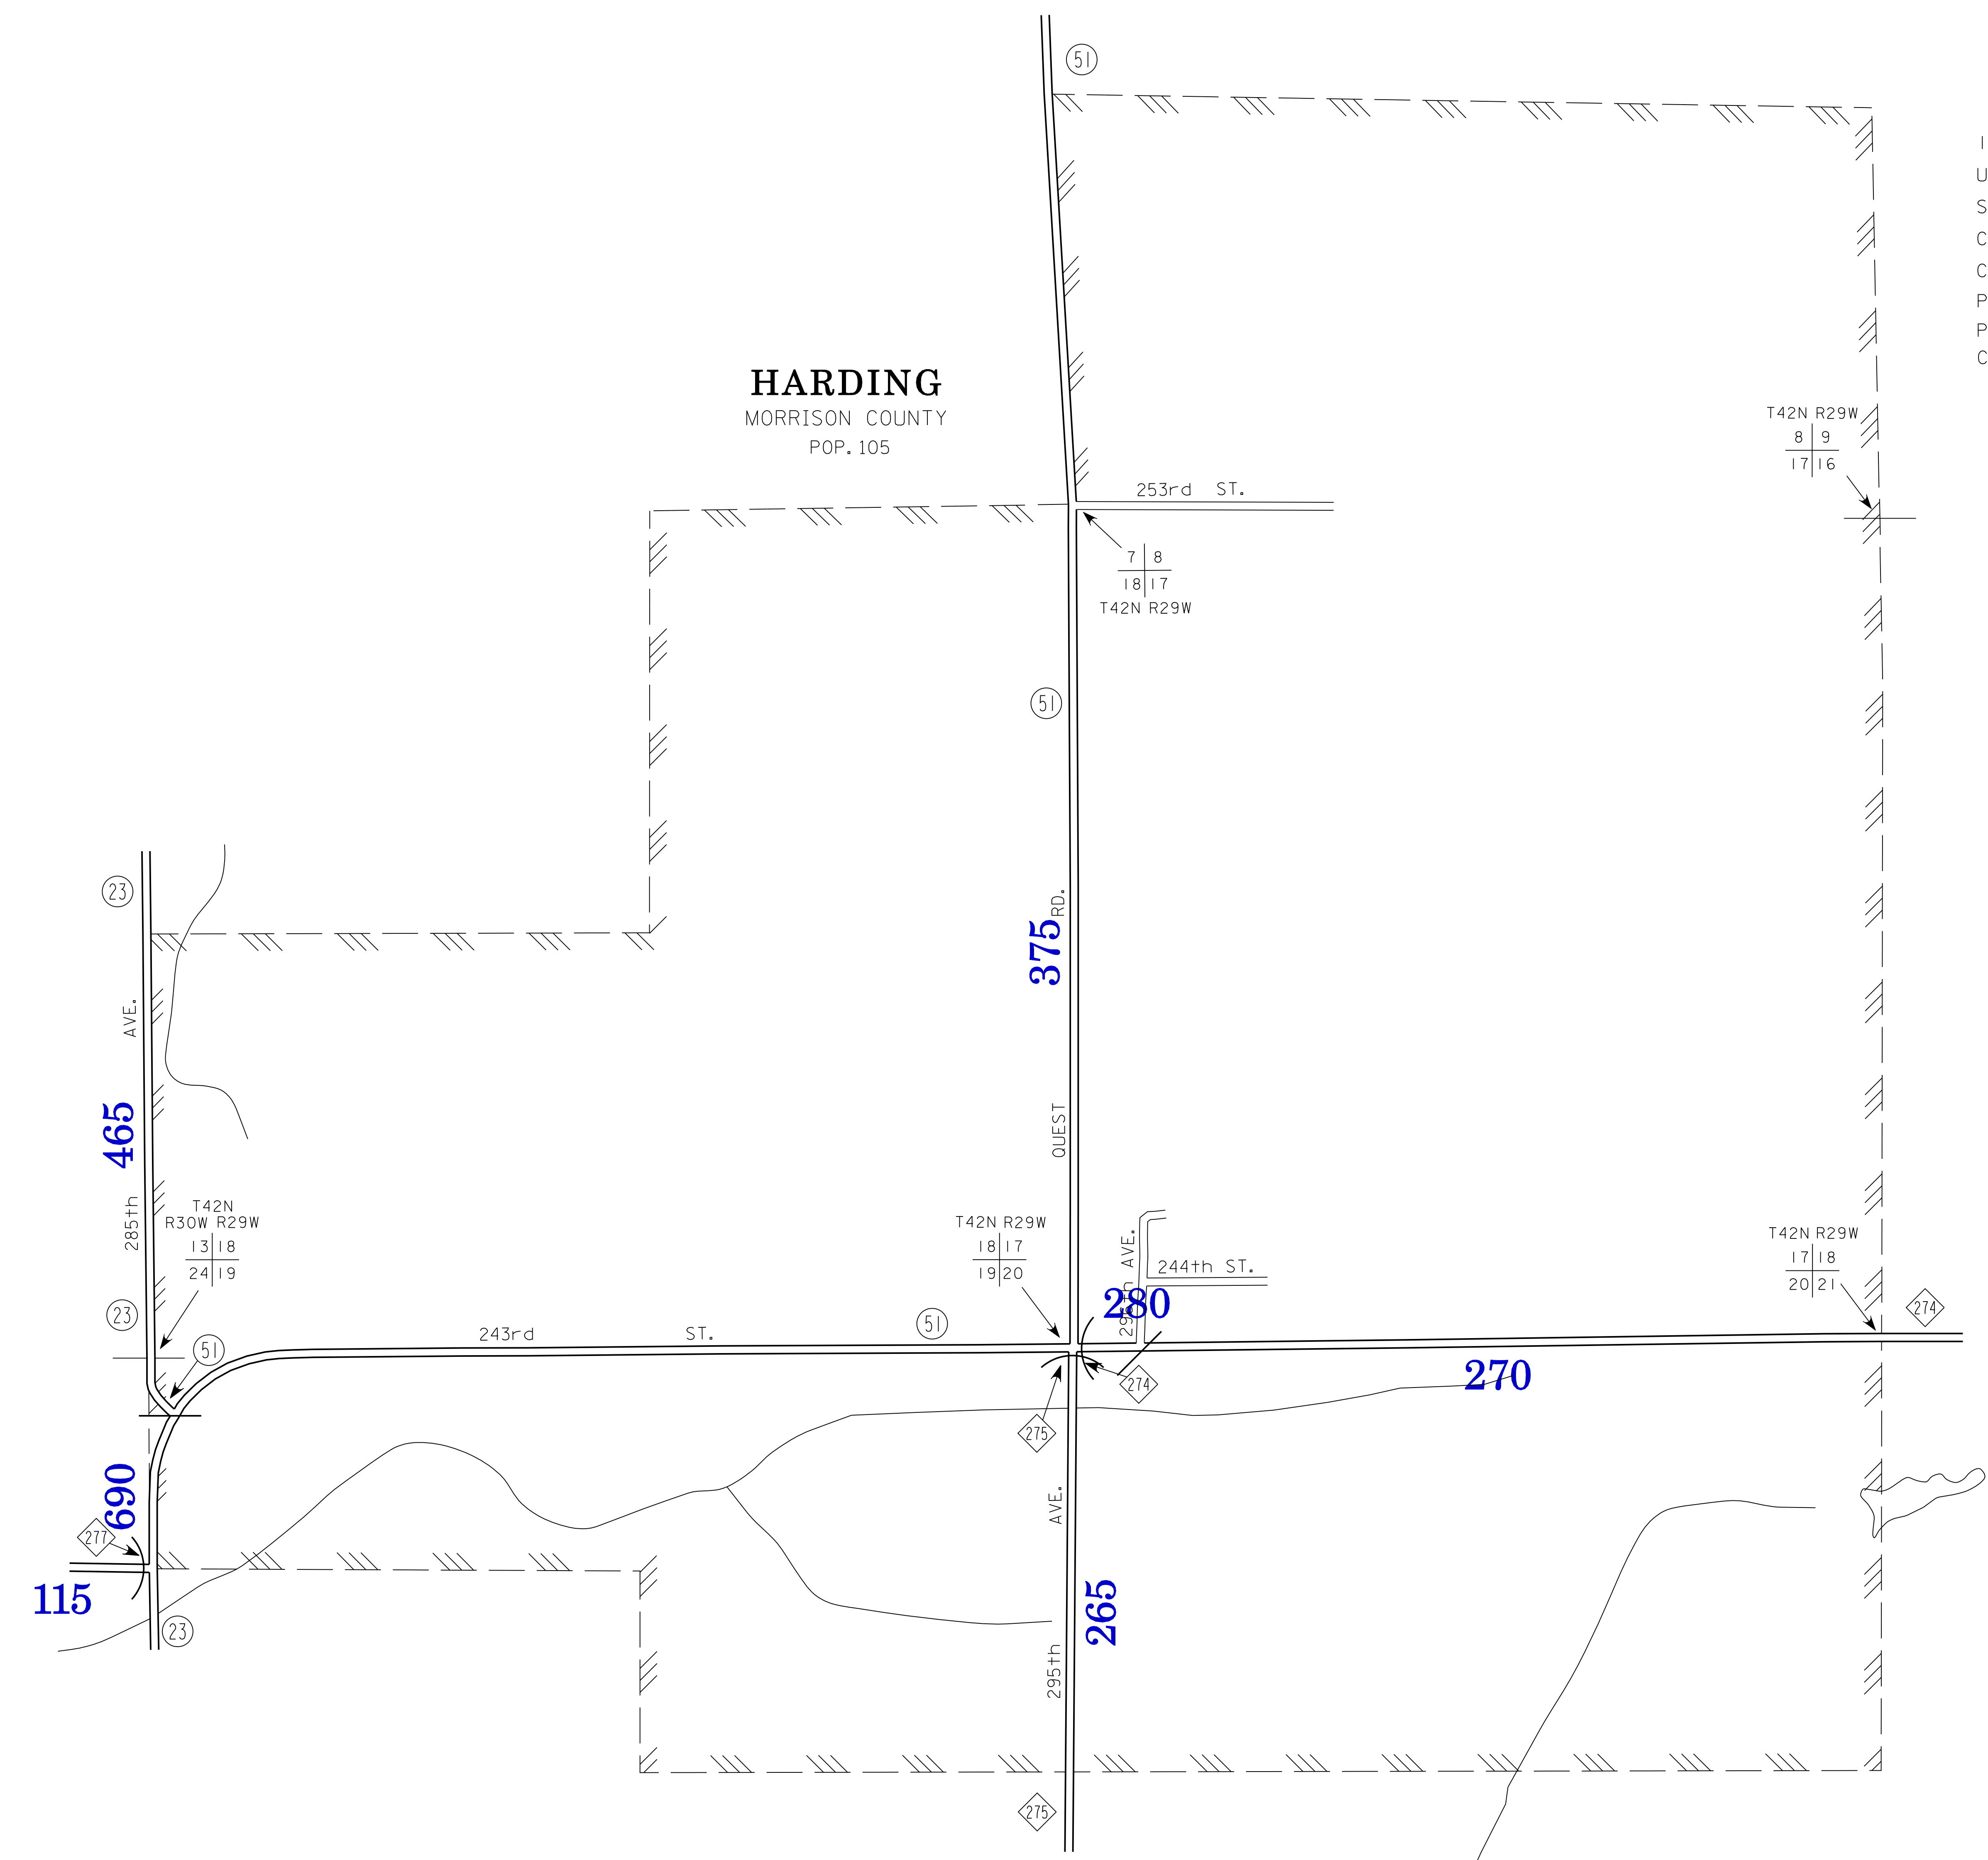 51
I
U
S
C
C
P
P
C
HARDING
MORRISON COUNTY
POP. 105
T42N R29W
8 9
17 16
253rd ST.
7 8
18 17
T42N R29W
51
23
RD.
375
AVE.
465
QUEST
285th
T42N
R30W R29W
13 18
24 19
T42N R29W
18 17
19 20
295th AVE.
244th ST.
280
T42N R29W
17 18
20 21
274
23
51
243rd ST.
51
270
274
275
690
277
AVE.
115
265
23
295th
275